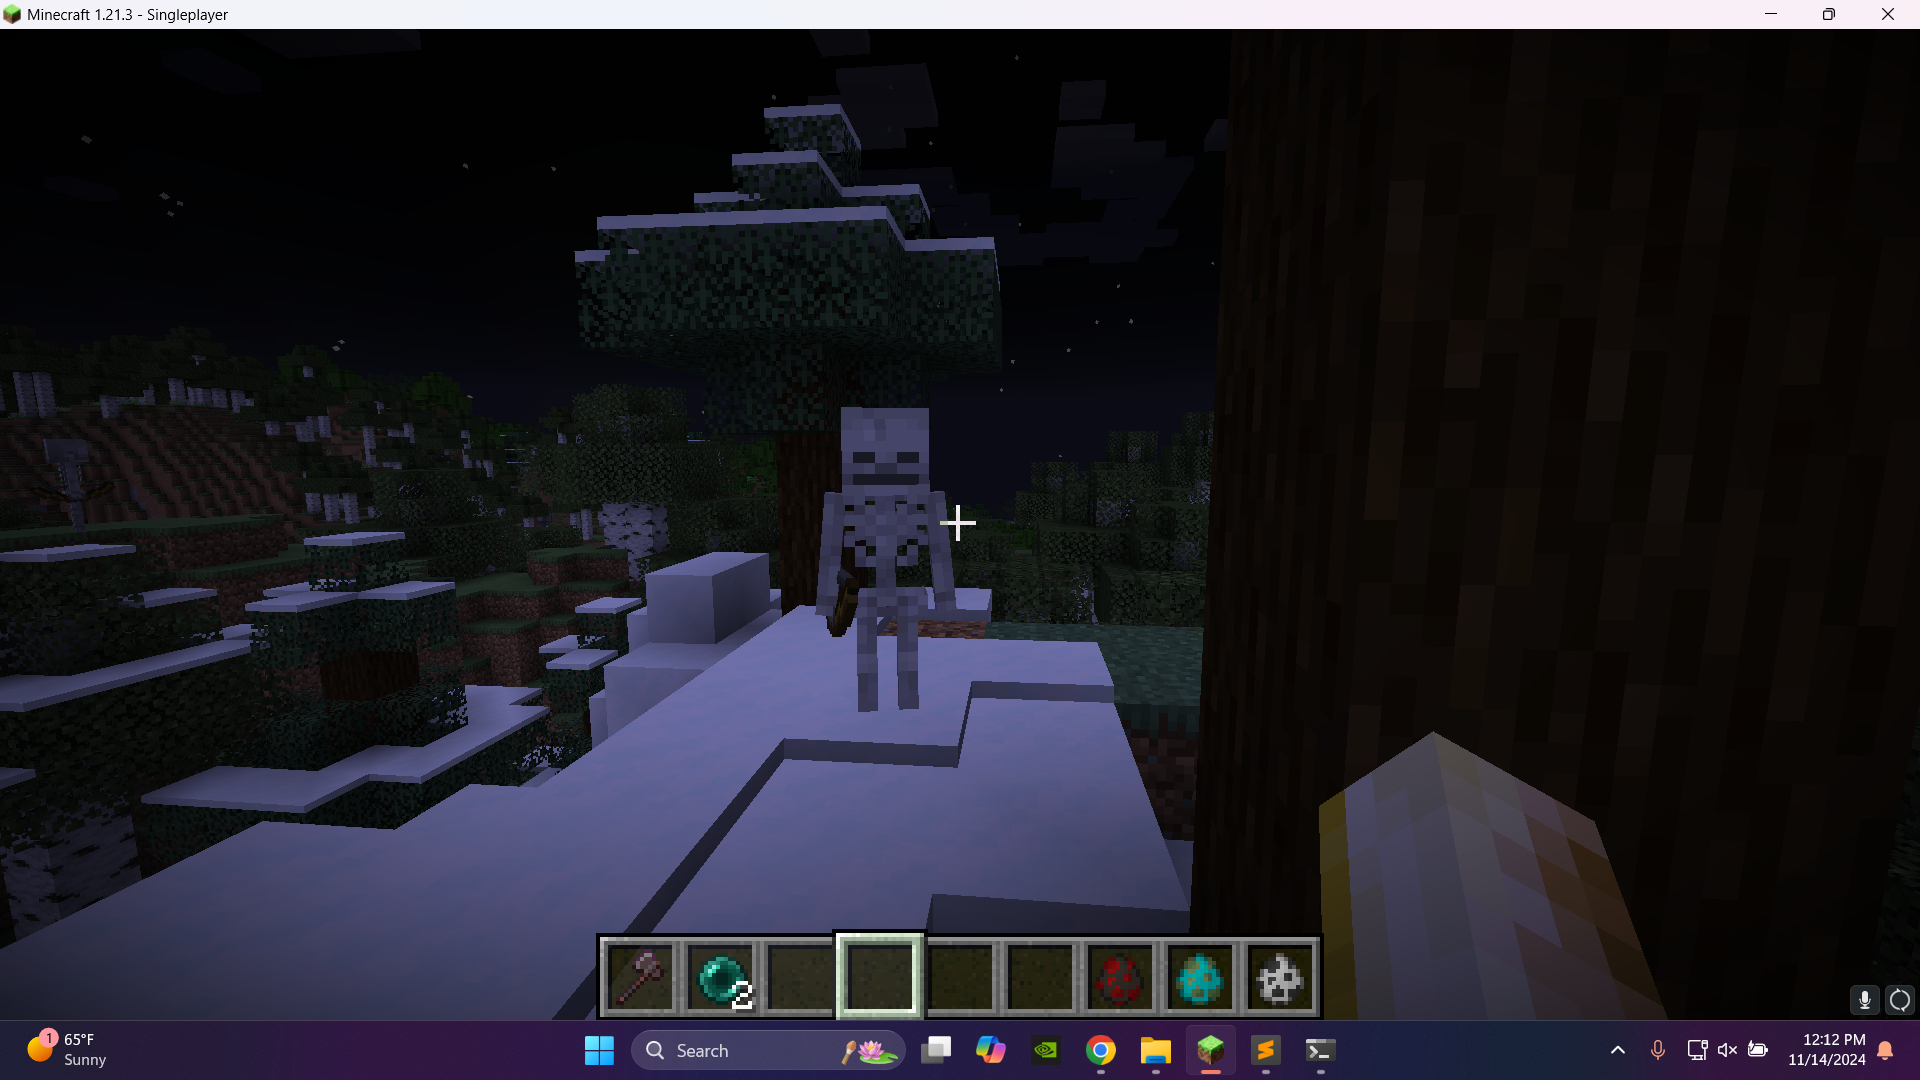 Minecraft 1.21.3 - Singleplayer
2
1
65°F
Sunny
Search
12:12 PM
11/14/2024